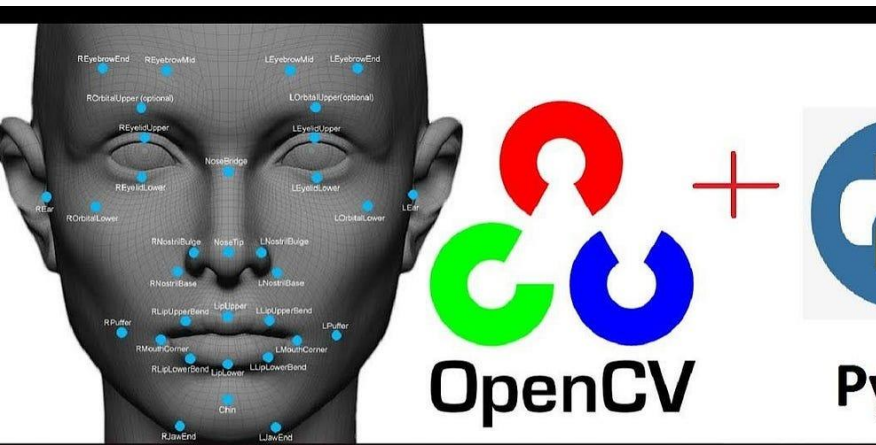 REyebrowEnd
REyebrowMid
LEyebrowMid
LEyebrowEnd
ROrbitalUpper (optional)
LOrbitalUpper(optional)
REyelidUpper
LEyelidUpper
NoseBridge
REyelidLower
LEyelidLower
REar
ROrbitalLower
LOrbitalLower
LEar
RNostrilBulge
NoseTip
LNostrilBulge
RNostrilBase
LNostrilBase
LipUpper
RLipUpperBend
LLipUpperBend
RPuffer
LPuffer
RMouthCorner
LMouthCorner
RLipLowerBend
LipLower
LLipLowerBend
Chin
RJawEnd
LJawEnd
OpenCV